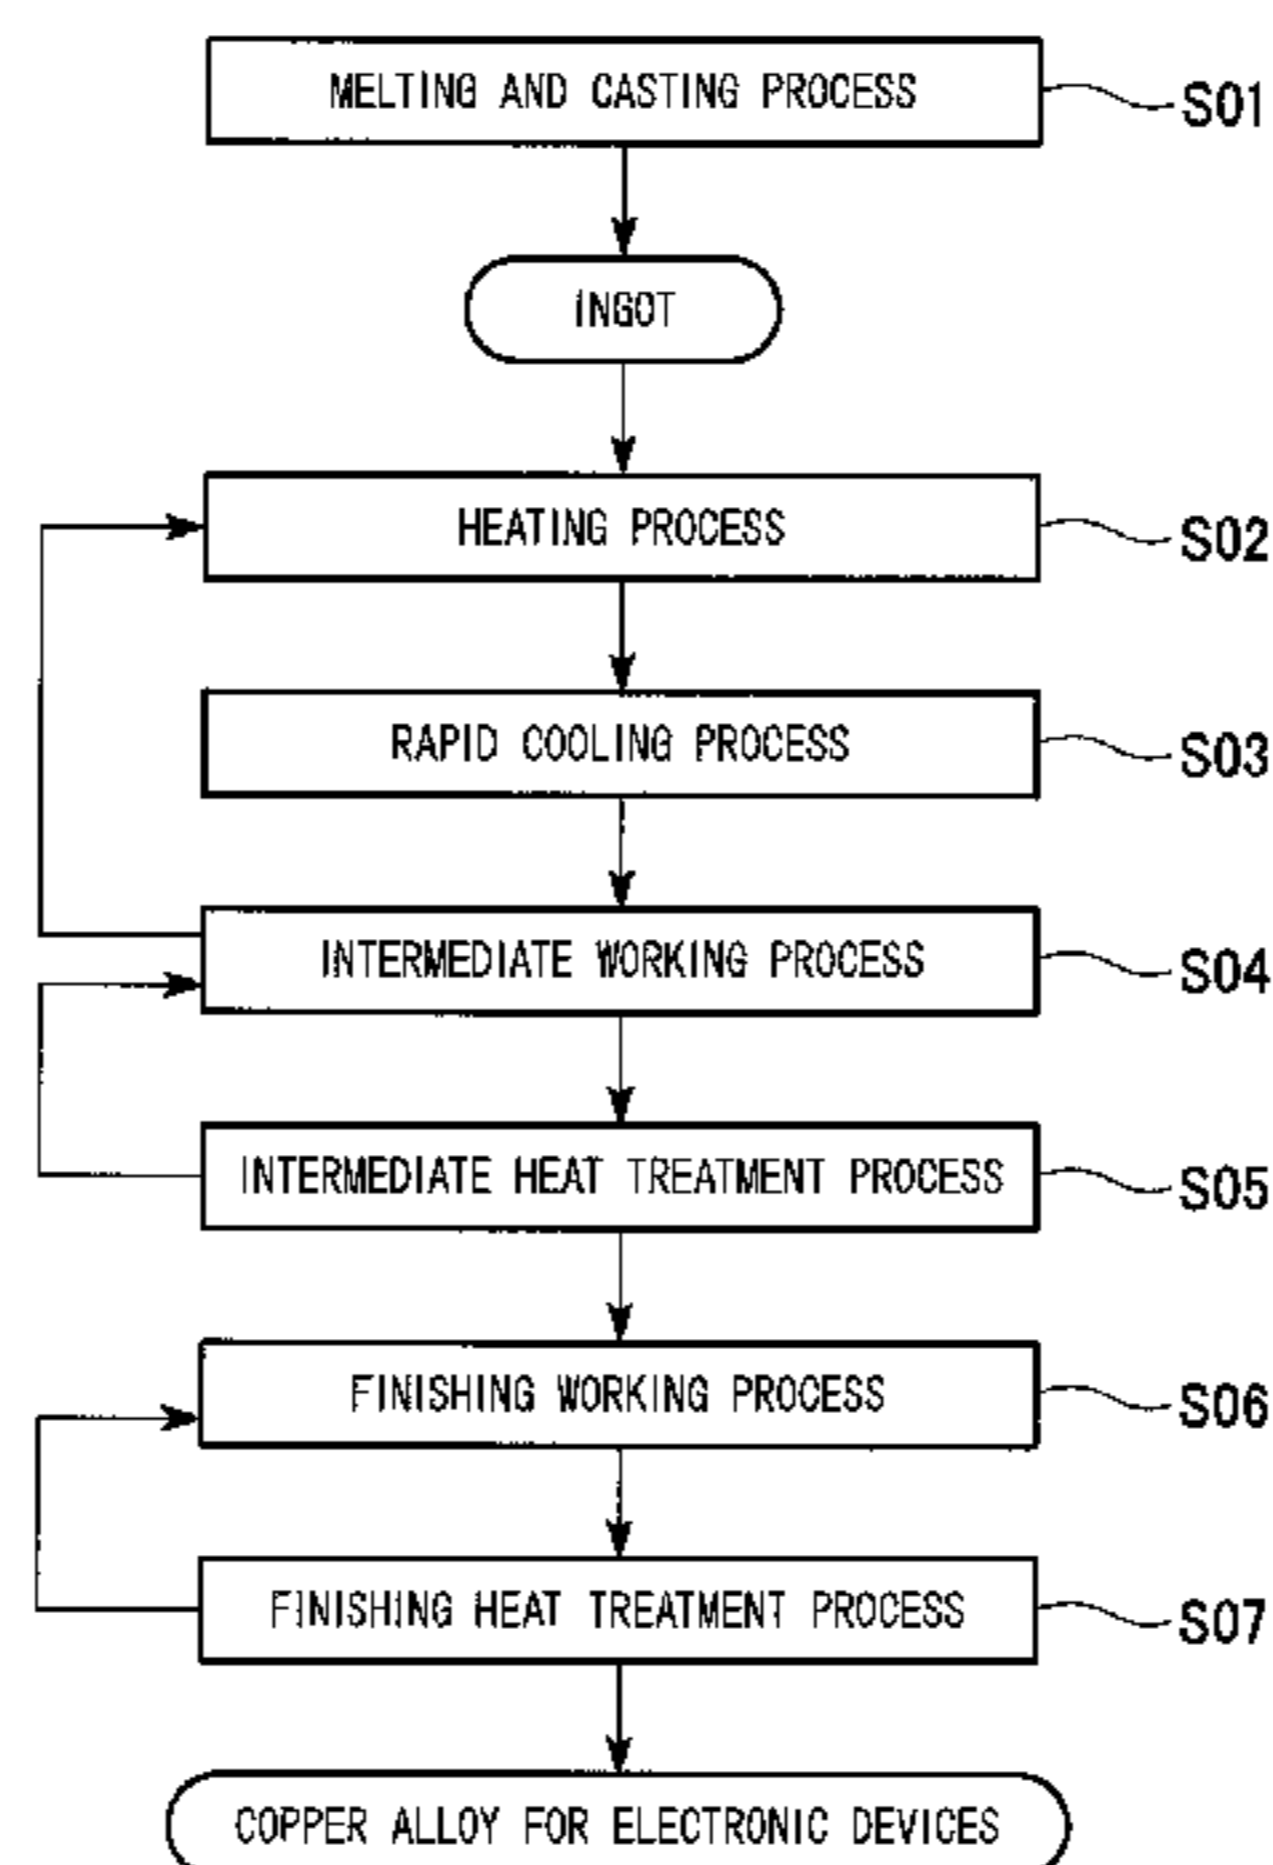 MELTING AND CASTING PROCESS
S01
INGOT
HEATING PROCESS
S02
RAPID COOLING PROCESS
S03
INTERMEDIATE WORKING PROCESS
S04
INTERMEDIATE HEAT TREATMENT PROCESS
S05
FINISHING WORKING PROCESS
S06
FINISHING HEAT TREATMENT PROCESS
S07
COPPER ALLOY FOR ELECTRONIC DEVICES